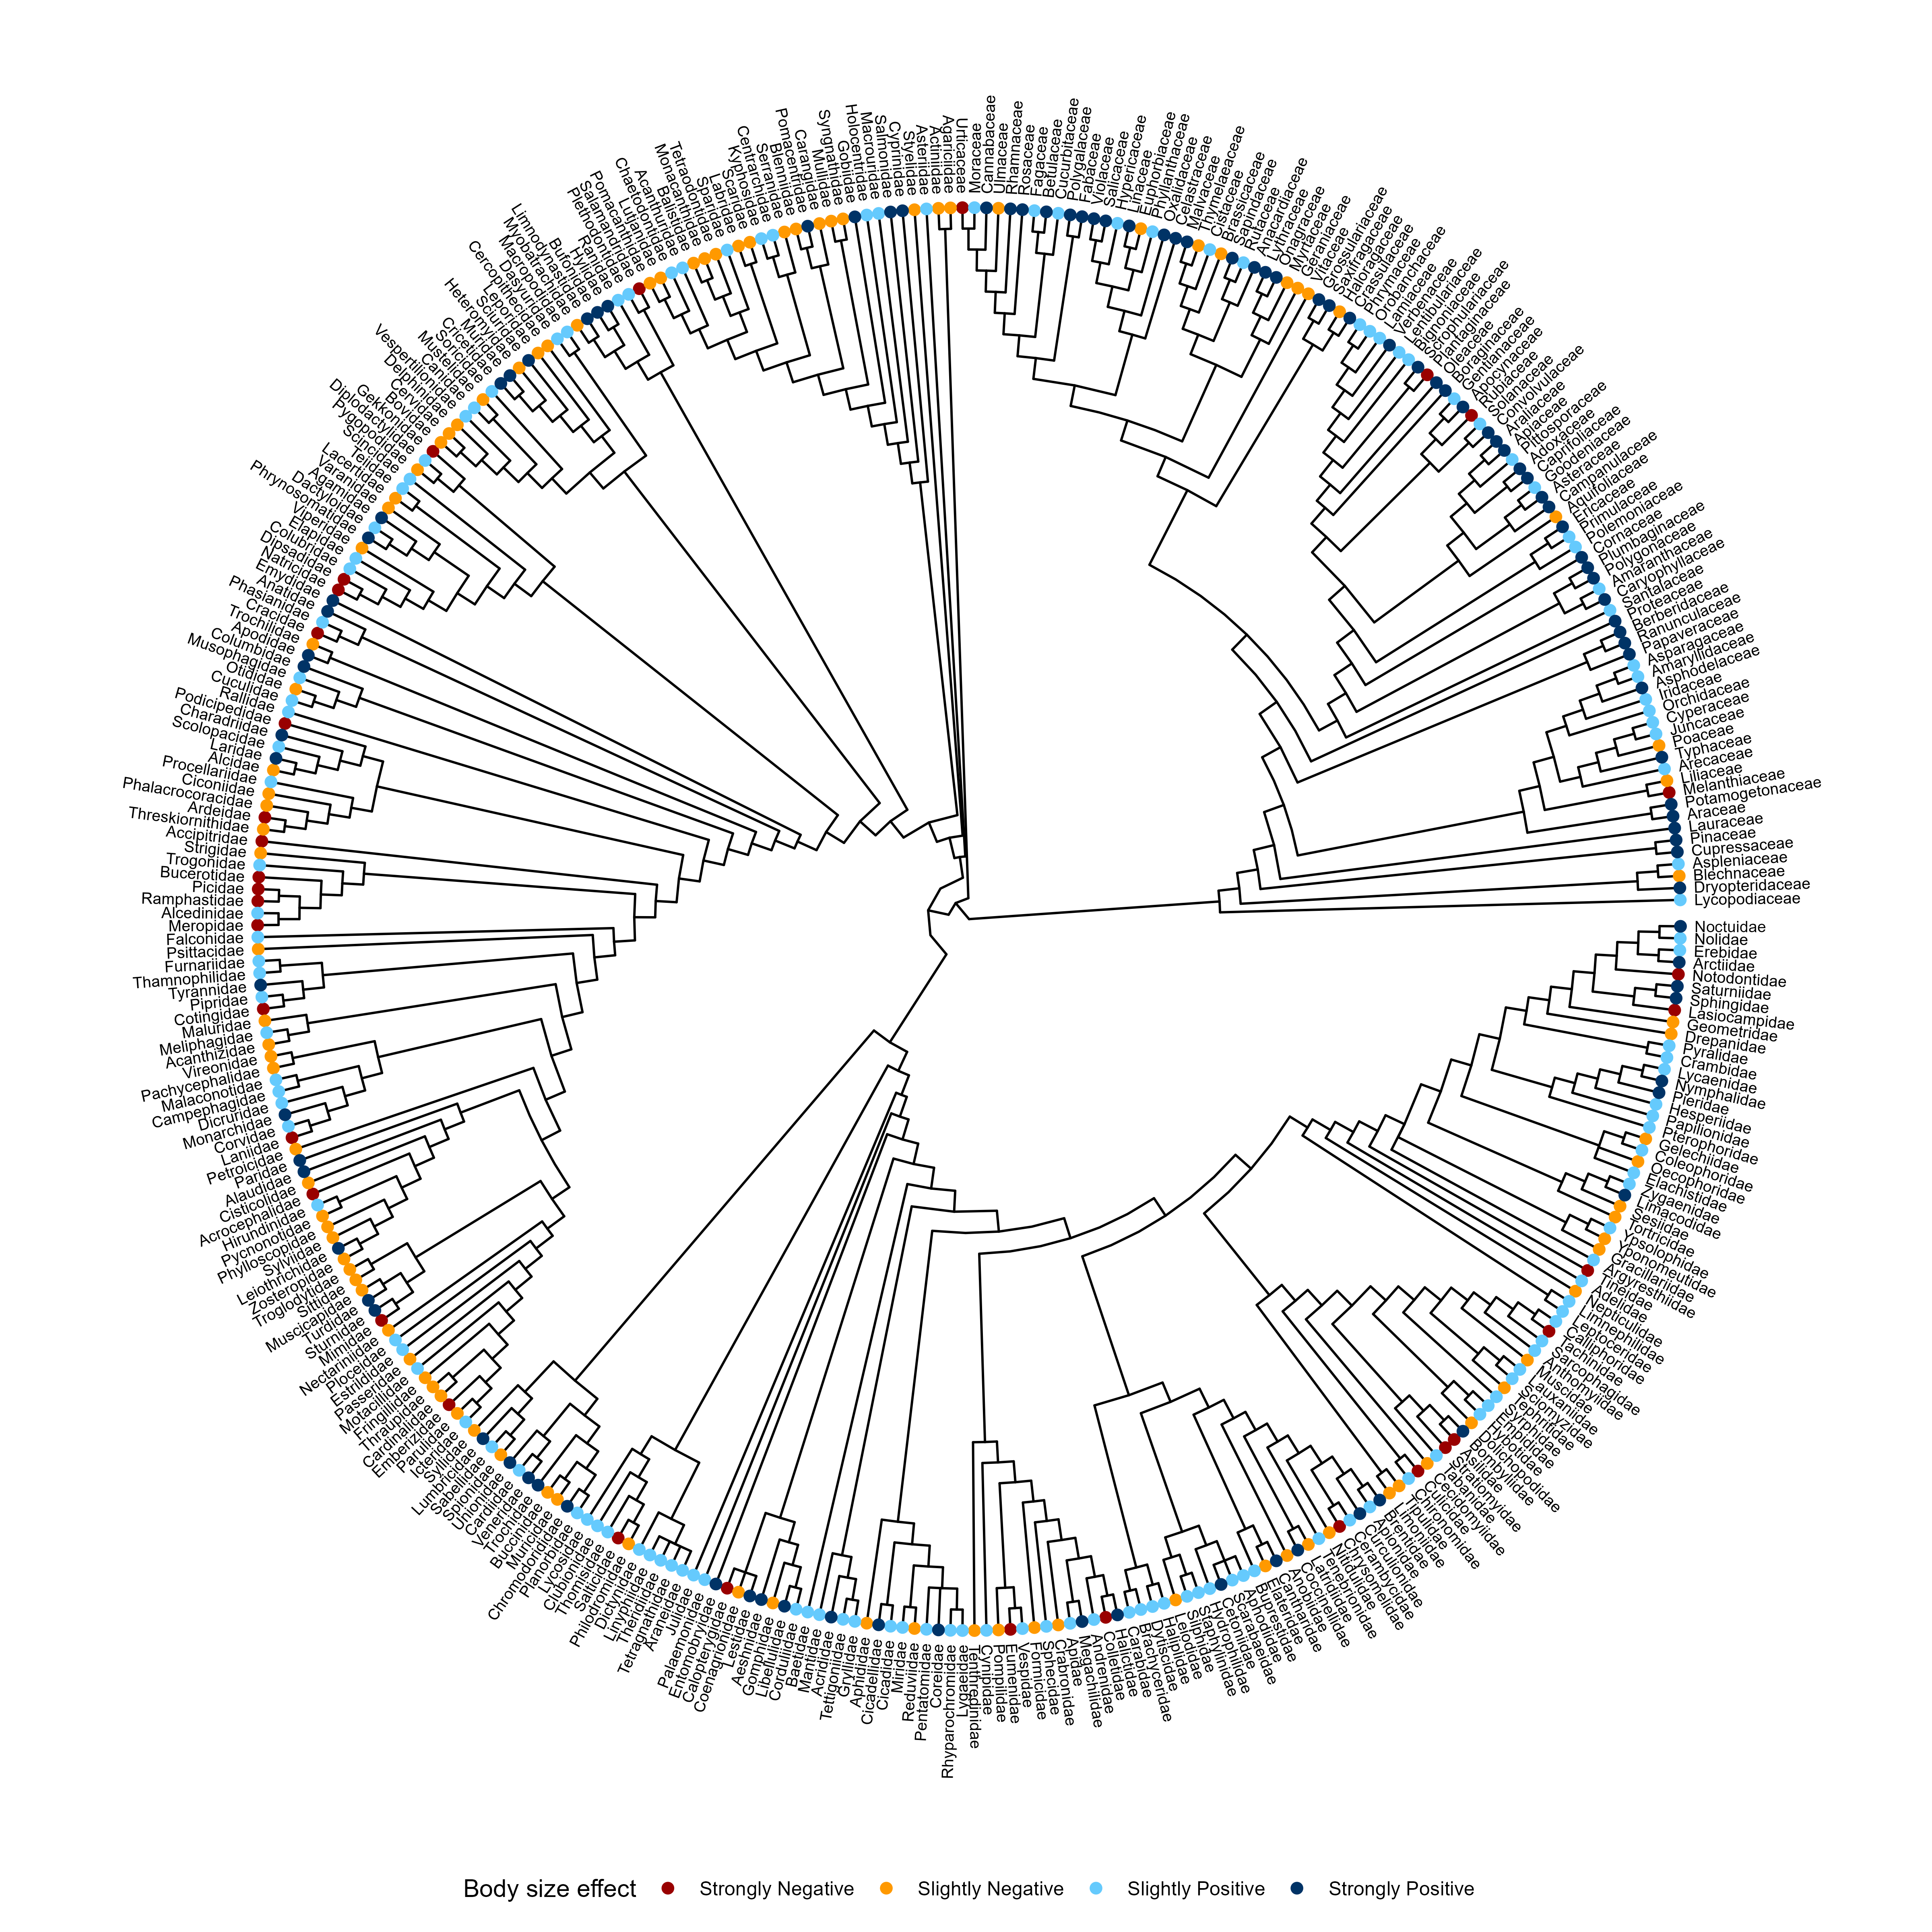 Urticaceae
Moraceae
Cannabaceae
Ulmaceae
Rhamnaceae
Rosaceae
Fagaceae
Betulaceae
Cucurbitaceae
Polygalaceae
Fabaceae
Violaceae
Salicaceae
Hypericaceae
Linaceae
Euphorbiaceae
Phyllanthaceae
Oxalidaceae
Celastraceae
Malvaceae
Thymelaeaceae
Cistaceae
Brassicaceae
Sapindaceae
Rutaceae
Anacardiaceae
Lythraceae
Onagraceae
Myrtaceae
Geraniaceae
Vitaceae
Grossulariaceae
Saxifragaceae
Haloragaceae
Crassulaceae
Phrymaceae
Orobanchaceae
Lamiaceae
Verbenaceae
Lentibulariaceae
Bignoniaceae
Scrophulariaceae
Plantaginaceae
Oleaceae
Boraginaceae
Gentianaceae
Apocynaceae
Rubiaceae
Solanaceae
Convolvulaceae
Araliaceae
Apiaceae
Pittosporaceae
Adoxaceae
Caprifoliaceae
Goodeniaceae
Asteraceae
Campanulaceae
Aquifoliaceae
Ericaceae
Primulaceae
Polemoniaceae
Cornaceae
Plumbaginaceae
Polygonaceae
Amaranthaceae
Caryophyllaceae
Santalaceae
Proteaceae
Berberidaceae
Ranunculaceae
Papaveraceae
Asparagaceae
Amaryllidaceae
Asphodelaceae
Iridaceae
Orchidaceae
Cyperaceae
Juncaceae
Poaceae
Typhaceae
Arecaceae
Liliaceae
Melanthiaceae
Potamogetonaceae
Araceae
Lauraceae
Pinaceae
Cupressaceae
Aspleniaceae
Blechnaceae
Dryopteridaceae
Lycopodiaceae
Noctuidae
Nolidae
Erebidae
Arctiidae
Notodontidae
Saturniidae
Sphingidae
Lasiocampidae
Geometridae
Drepanidae
Pyralidae
Crambidae
Lycaenidae
Nymphalidae
Pieridae
Hesperiidae
Papilionidae
Pterophoridae
Gelechiidae
Coleophoridae
Oecophoridae
Elachistidae
Zygaenidae
Limacodidae
Sesiidae
Tortricidae
Ypsolophidae
Yponomeutidae
Gracillariidae
Argyresthiidae
Tineidae
Adelidae
Nepticulidae
Limnephilidae
Leptoceridae
Calliphoridae
Tachinidae
Sarcophagidae
Anthomyiidae
Muscidae
Lauxaniidae
Sciomyzidae
Tephritidae
Syrphidae
Empididae
Hybotidae
Dolichopodidae
Bombyliidae
Asilidae
Stratiomyidae
Tabanidae
Cecidomyiidae
Culicidae
Chironomidae
Tipulidae
Limoniidae
Brentidae
Apionidae
Curculionidae
Cerambycidae
Chrysomelidae
Nitidulidae
Tenebrionidae
Latridiidae
Coccinellidae
Anobiidae
Cantharidae
Elateridae
Buprestidae
Aphodiidae
Scarabaeidae
Cetoniidae
Hydrophilidae
Staphylinidae
Silphidae
Leiodidae
Haliplidae
Dytiscidae
Brachyceridae
Carabidae
Halictidae
Colletidae
Andrenidae
Megachilidae
Apidae
Crabronidae
Sphecidae
Formicidae
Vespidae
Eumenidae
Pompilidae
Cynipidae
Tenthredinidae
Lygaeidae
Rhyparochromidae
Coreidae
Pentatomidae
Reduviidae
Miridae
Cicadidae
Cicadellidae
Aphididae
Gryllidae
Tettigoniidae
Acrididae
Mantidae
Baetidae
Corduliidae
Libellulidae
Gomphidae
Aeshnidae
Lestidae
Coenagrionidae
Calopterygidae
Entomobryidae
Palaemonidae
Julidae
Araneidae
Tetragnathidae
Theridiidae
Linyphiidae
Dictynidae
Philodromidae
Thomisidae
Salticidae
Clubionidae
Lycosidae
Planorbidae
Chromodorididae
Muricidae
Buccinidae
Trochidae
Veneridae
Cardiidae
Unionidae
Spionidae
Sabellidae
Lumbricidae
Syllidae
Icteridae
Parulidae
Emberizidae
Cardinalidae
Thraupidae
Fringillidae
Motacillidae
Passeridae
Estrildidae
Ploceidae
Nectariniidae
Mimidae
Sturnidae
Turdidae
Muscicapidae
Sittidae
Troglodytidae
Zosteropidae
Leiothrichidae
Sylviidae
Phylloscopidae
Pycnonotidae
Hirundinidae
Acrocephalidae
Cisticolidae
Alaudidae
Paridae
Petroicidae
Laniidae
Corvidae
Monarchidae
Dicruridae
Campephagidae
Malaconotidae
Pachycephalidae
Vireonidae
Acanthizidae
Meliphagidae
Maluridae
Cotingidae
Pipridae
Tyrannidae
Thamnophilidae
Furnariidae
Psittacidae
Falconidae
Meropidae
Alcedinidae
Ramphastidae
Picidae
Bucerotidae
Trogonidae
Strigidae
Accipitridae
Threskiornithidae
Ardeidae
Phalacrocoracidae
Ciconiidae
Procellariidae
Alcidae
Laridae
Scolopacidae
Charadriidae
Podicipedidae
Rallidae
Cuculidae
Otididae
Musophagidae
Columbidae
Apodidae
Trochilidae
Cracidae
Phasianidae
Anatidae
Emydidae
Natricidae
Dipsadidae
Colubridae
Elapidae
Viperidae
Phrynosomatidae
Dactyloidae
Agamidae
Varanidae
Lacertidae
Teiidae
Scincidae
Pygopodidae
Diplodactylidae
Gekkonidae
Bovidae
Cervidae
Delphinidae
Vespertilionidae
Canidae
Mustelidae
Soricidae
Cricetidae
Muridae
Heteromyidae
Sciuridae
Leporidae
Cercopithecidae
Dasyuridae
Macropodidae
Myobatrachidae
Limnodynastidae
Bufonidae
Hylidae
Ranidae
Plethodontidae
Salamandridae
Pomacanthidae
Lutjanidae
Chaetodontidae
Acanthuridae
Balistidae
Monacanthidae
Tetraodontidae
Sparidae
Scaridae
Labridae
Kyphosidae
Centrarchidae
Serranidae
Blenniidae
Pomacentridae
Carangidae
Mullidae
Syngnathidae
Gobiidae
Holocentridae
Macrouridae
Salmonidae
Cyprinidae
Styelidae
Asteriidae
Actiniidae
Agariciidae
Body size effect
Strongly Negative
Slightly Negative
Slightly Positive
Strongly Positive